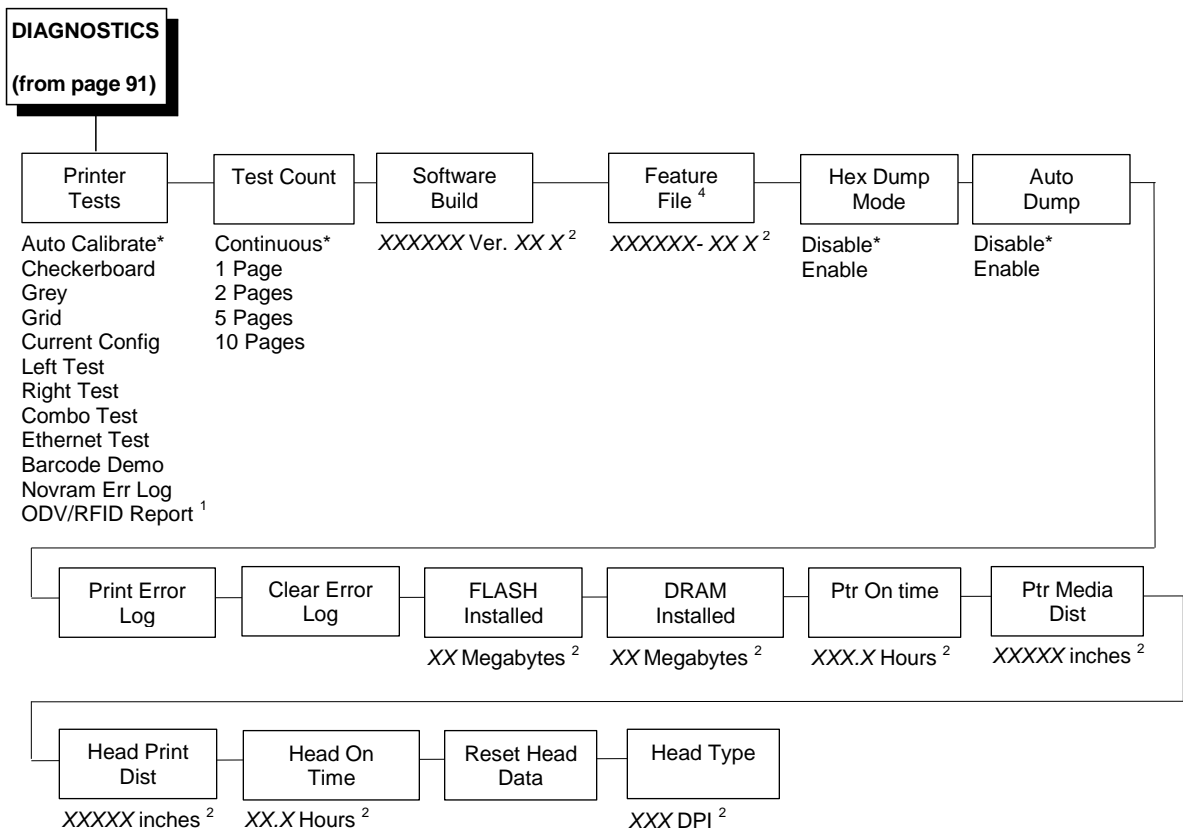 DIAGNOSTICS
(from page 91)
Printer
Tests
Auto Calibrate*
Checkerboard
Grey
Grid
Current Config
Left Test
Right Test
Combo Test
Ethernet Test
Barcode Demo
Novram Err Log
ODV/RFID Report 1
Test Count
Continuous*
1 Page
2 Pages
5 Pages
10 Pages
Software
Build
XXXXXX Ver. XX X 2
Feature
File 4
XXXXXX- XX X 2
Hex Dump
Mode
Disable*
Enable
Auto
Dump
Disable*
Enable
Print Error
Log
Clear Error
Log
FLASH
Installed
XX Megabytes 2
DRAM
Installed
XX Megabytes 2
Ptr On time
XXX.X Hours 2
Ptr Media
Dist
XXXXX inches 2
Head Print
Dist
XXXXX inches 2
Head On
Time
XX.X Hours 2
Reset Head
Data
Head Type
XXX DPI 2